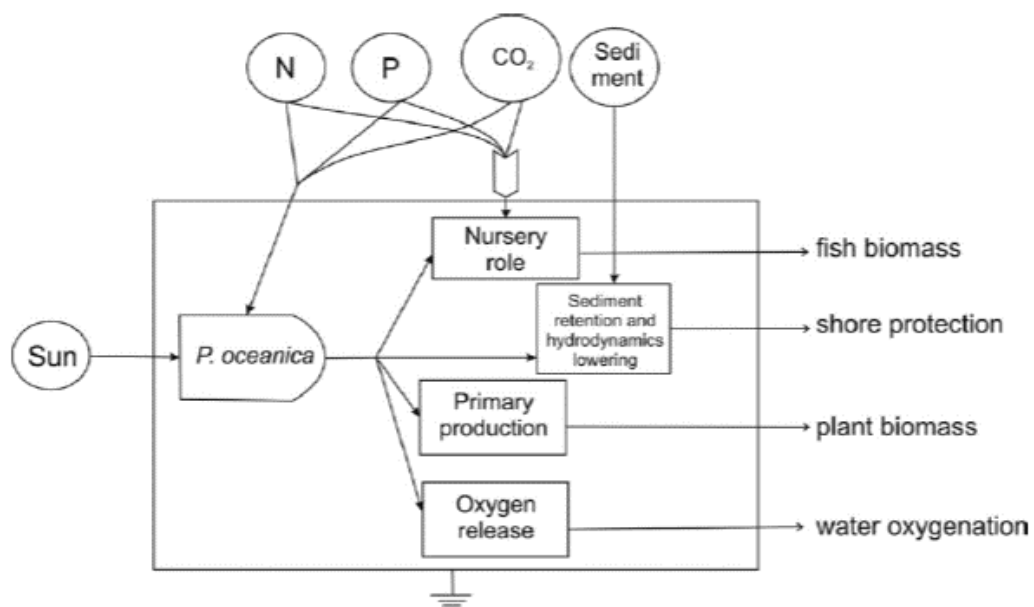 N
P
CO₂
Sedi
ment
Nursery
role
fish biomass
Sediment
retention and
hydrodynamics
lowering
shore protection
Sun
P. oceanica
Primary
production
plant biomass
Oxygen
release
water oxygenation